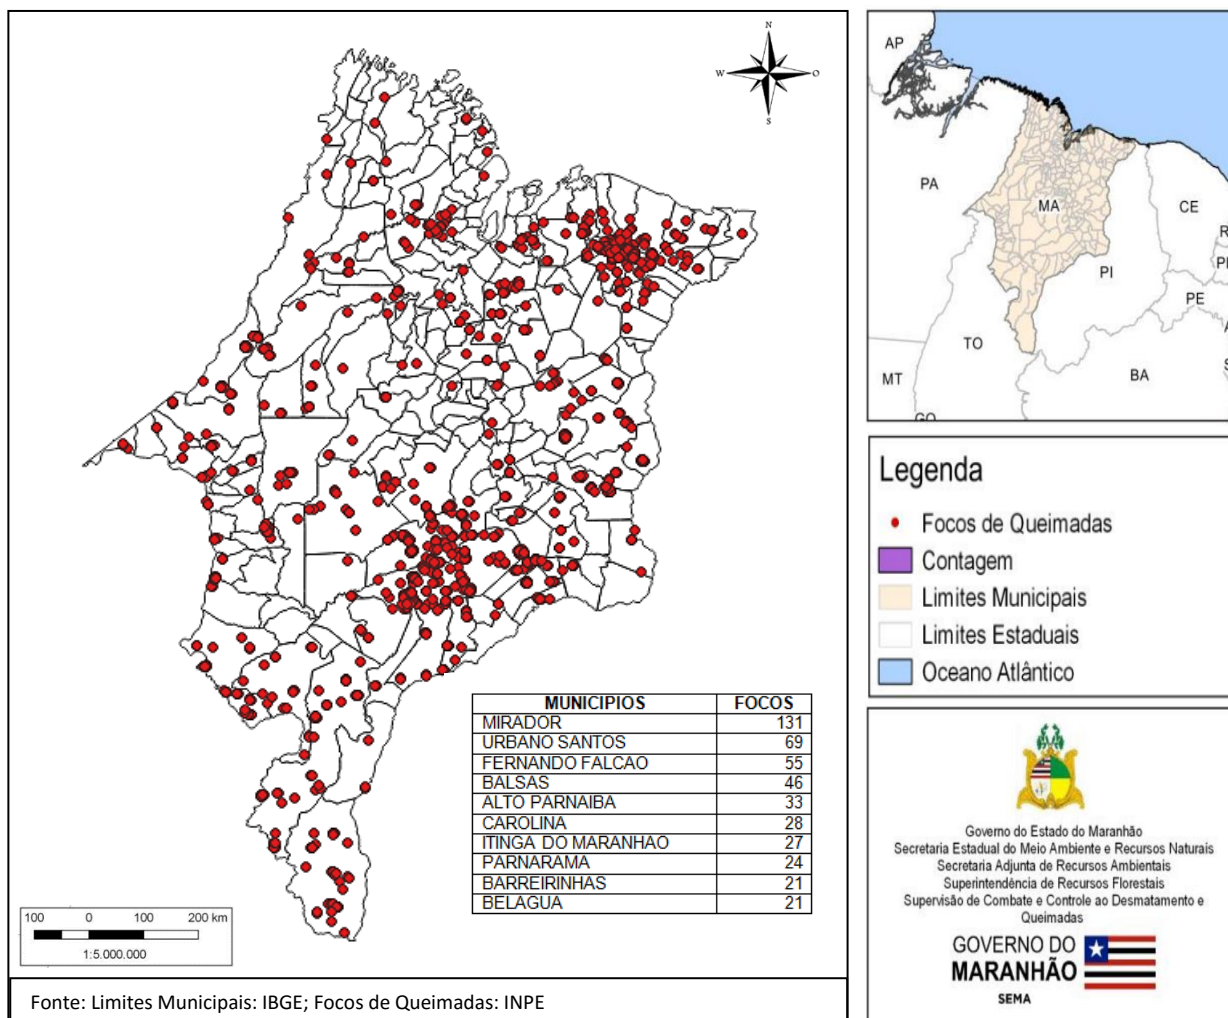 N
W
O
S
MUNICIPIOS FOCOS
MIRADOR 131
URBANO SANTOS 69
FERNANDO FALCAO 55
BALSAS 46
ALTO PARNAIBA 33
CAROLINA 28
ITINGA DO MARANHAO 27
PARNARAMA 24
BARREIRINHAS 21
BELAGUA 21
100 0 100 200 km
1:5.000.000
Fonte: Limites Municipais: IBGE; Focos de Queimadas: INPE
AP
PA
MA
CE
PI
PE
TO
MT
BA
GO
Legenda
Focos de Queimadas
Contagem
Limites Municipais
Limites Estaduais
Oceano Atlântico
Governo do Estado do Maranhão
Secretaria Estadual do Meio Ambiente e Recursos Naturais
Secretaria Adjunta de Recursos Ambientais
Superintendência de Recursos Florestais
Supervisão de Combate e Controle ao Desmatamento e
Queimadas
GOVERNO DO
MARANHÃO
SEMA